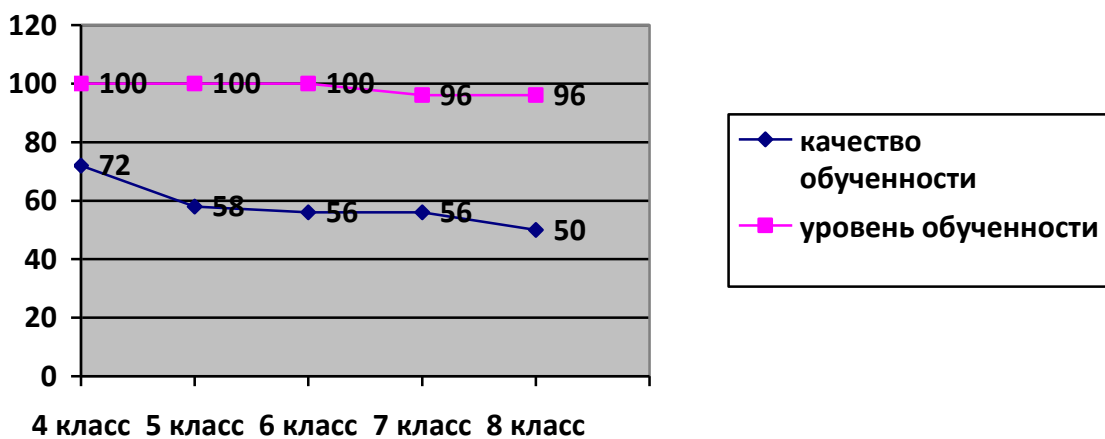 120
100
80
60
40
20
0
100 100 100 96 96
72 58 56 56 50
4 класс 5 класс 6 класс 7 класс 8 класс
качество
обученности
уровень обученности